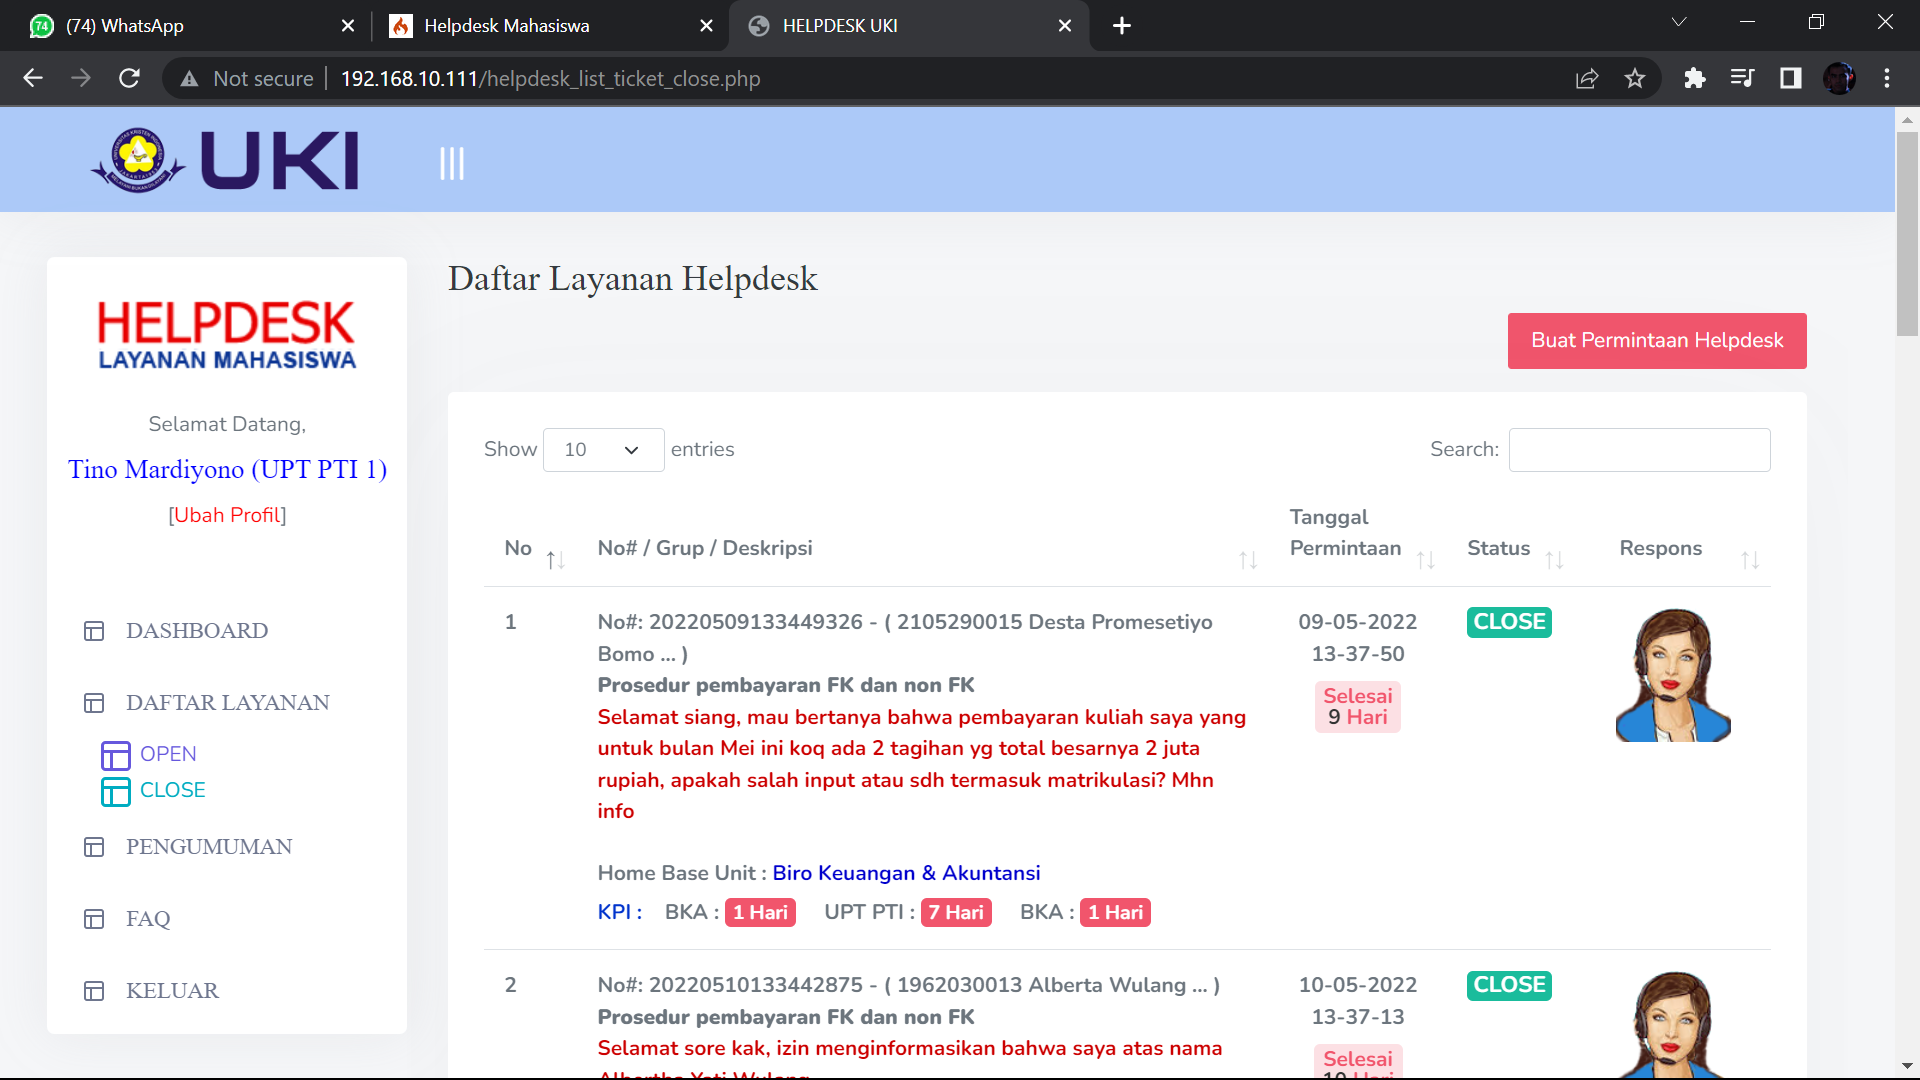 (74) WhatsApp
Helpdesk Mahasiswa
HELPDESK UKI
Not secure
192.168.10.111/helpdesk_list_ticket_close.php
UKI
HELPDESK
LAYANAN MAHASISWA
Selamat Datang,
Tino Mardiyono (UPT PTI 1)
[Ubah Profil]
DASHBOARD
DAFTAR LAYANAN
OPEN
CLOSE
PENGUMUMAN
FAQ
KELUAR
Daftar Layanan Helpdesk
Buat Permintaan Helpdesk
Show 10 entries
Search:
No
No# / Grup / Deskripsi
Tanggal
Permintaan
Status
Respons
1
No#: 20220509133449326 - ( 2105290015 Desta Promesetiyo
Bomo ... )
Prosedur pembayaran FK dan non FK
Selamat siang, mau bertanya bahwa pembayaran kuliah saya yang
untuk bulan Mei ini koq ada 2 tagihan yg total besarnya 2 juta
rupiah, apakah salah input atau sdh termasuk matrikulasi? Mhn
info
Home Base Unit : Biro Keuangan & Akuntansi
KPI : BKA : 1 Hari UPT PTI : 7 Hari BKA : 1 Hari
09-05-2022
13-37-50
Selesai
9 Hari
CLOSE
2
No#: 20220510133442875 - ( 1962030013 Alberta Wulang ... )
Prosedur pembayaran FK dan non FK
Selamat sore kak, izin menginformasikan bahwa saya atas nama
Albertha Yati Wulang
10-05-2022
13-37-13
Selesai
10 Hari
CLOSE